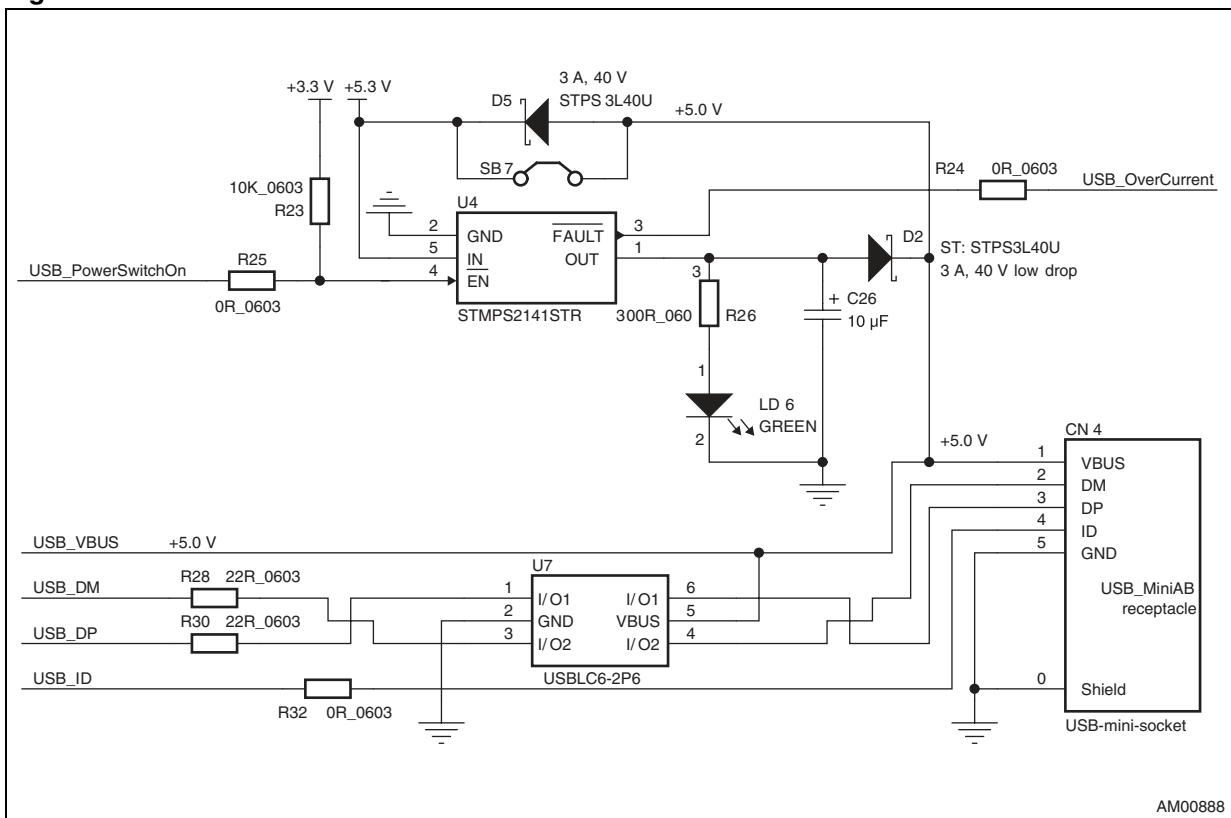 3 A, 40 V
+3.3 V +5.3 V
D5 STPS 3L40U
+5.0 V
SB 7
R24 0R_0603
USB_OverCurrent
10K_0603
R23
U4
2 GND FAULT 3
5 IN OUT 1
4 EN
STMPS2141STR
D2
ST: STPS3L40U
3 A, 40 V low drop
USB_PowerSwitchOn
R25
0R_0603
3
300R_060 R26
+ C26
10 µF
1
LD 6
GREEN
2
+5.0 V
CN 4
1 VBUS
2 DM
3 DP
4 ID
5 GND
USB_MiniAB
receptacle
0 Shield
USB-mini-socket
USB_VBUS +5.0 V
USB_DM R28 22R_0603
USB_DP R30 22R_0603
USB_ID
R32 0R_0603
U7
1 I/O1 I/O1 6
2 GND VBUS 5
3 I/O2 I/O2 4
USBLC6-2P6
AM00888